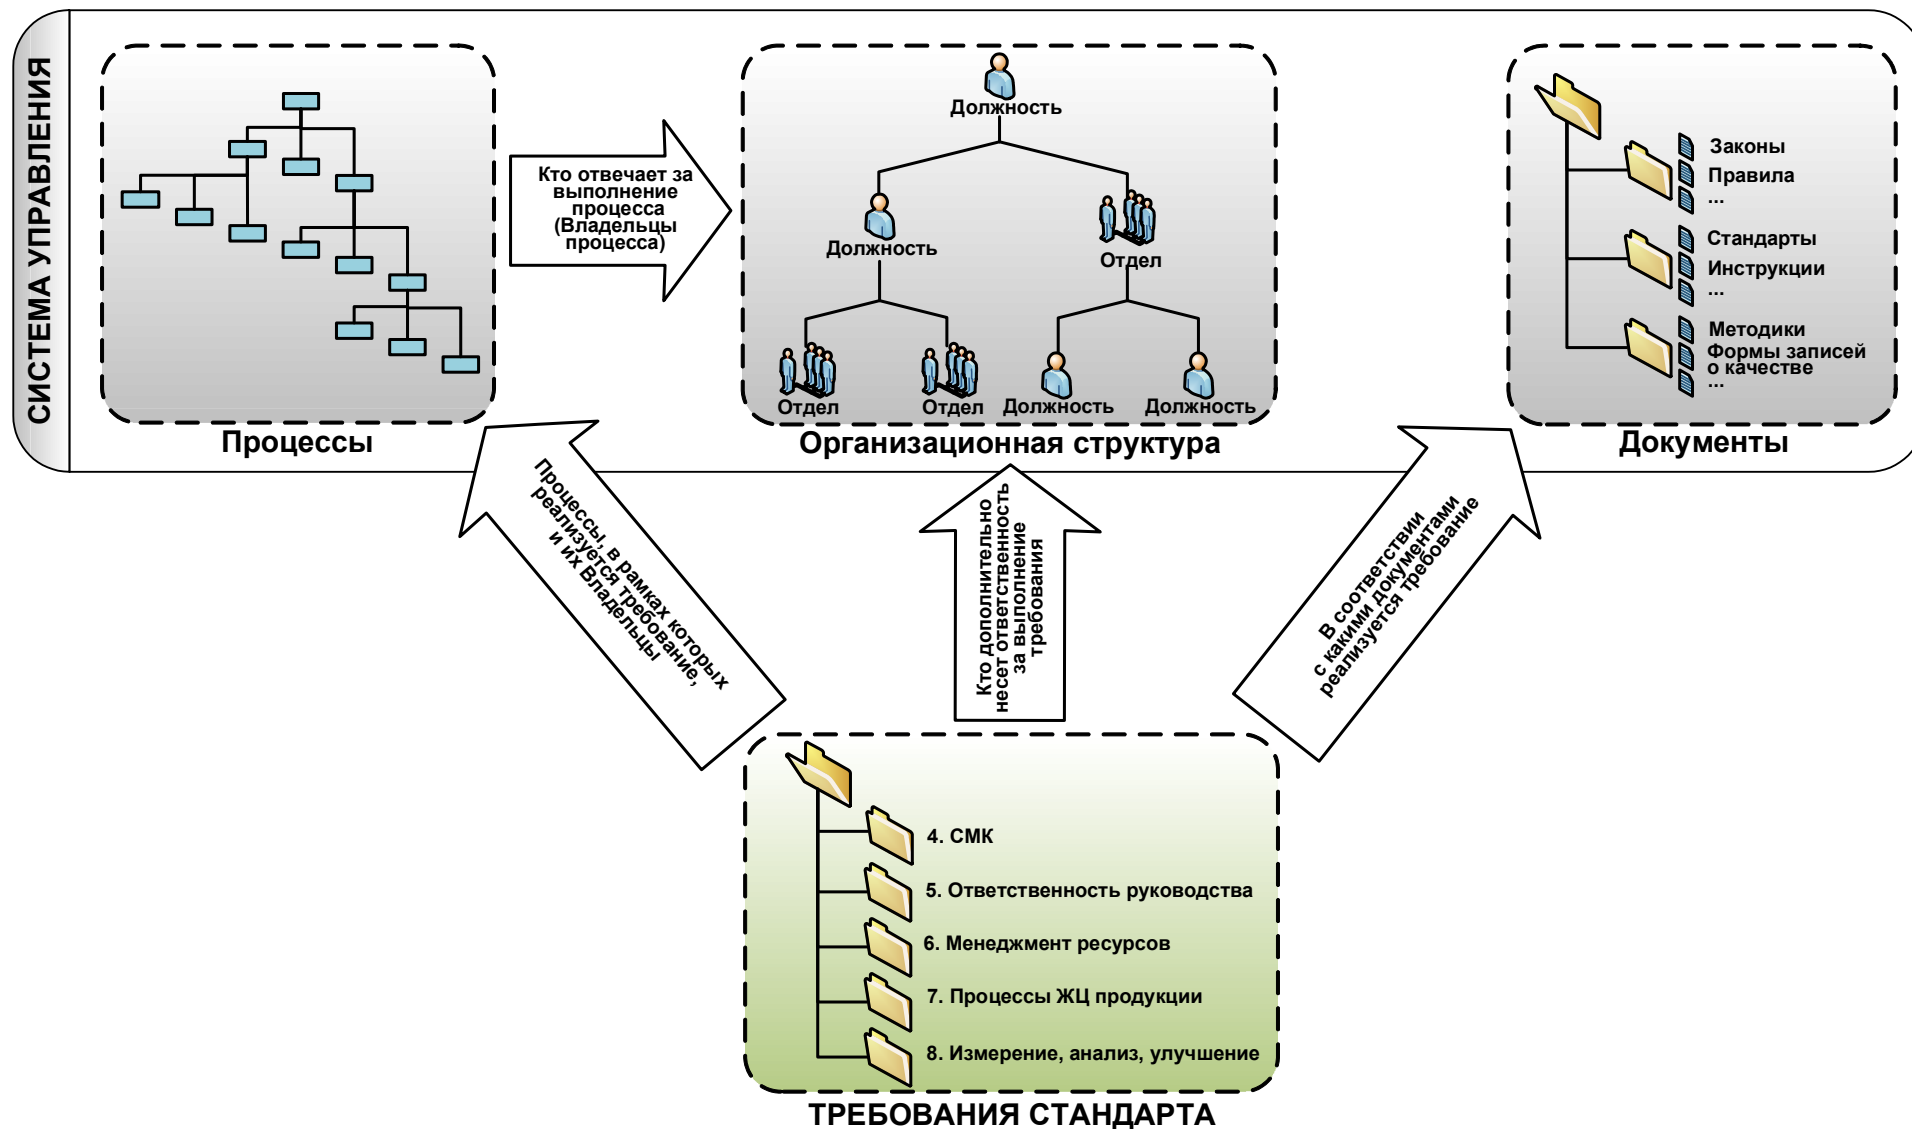 СИСТЕМА УПРАВЛЕНИЯ
Кто отвечает за
выполнение
процесса
(Владельцы
процесса)
Должность
Должность
Отдел
Отдел
Отдел
Должность
Должность
Законы
Правила
...
Стандарты
Инструкции
...
Методики
Формы записей
о качестве
...
Процессы
Организационная структура
Документы
Процессы, в рамках которых
реализуется требование,
и их Владельцы
Кто дополнительно
несет ответственность
за выполнение
требования
В соответствии
с какими документами
реализуется требование
4. СМК
5. Ответственность руководства
6. Менеджмент ресурсов
7. Процессы ЖЦ продукции
8. Измерение, анализ, улучшение
ТРЕБОВАНИЯ СТАНДАРТА